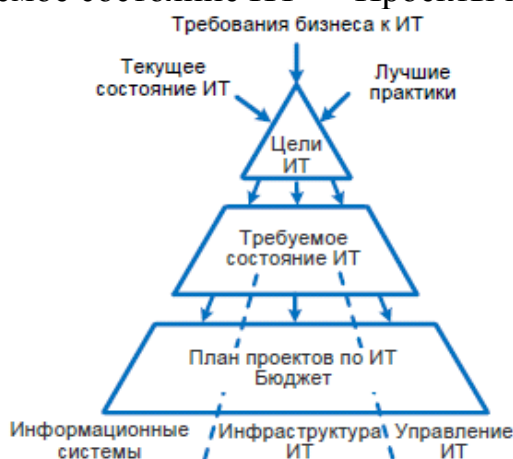 Требования бизнеса к ИТ
Текущее
состояние ИТ
Лучшие
практики
Цели
ИТ
Требуемое
состояние ИТ
План проектов по ИТ
Бюджет
Информационные
системы
Инфраструктура
ИТ
Управление
ИТ